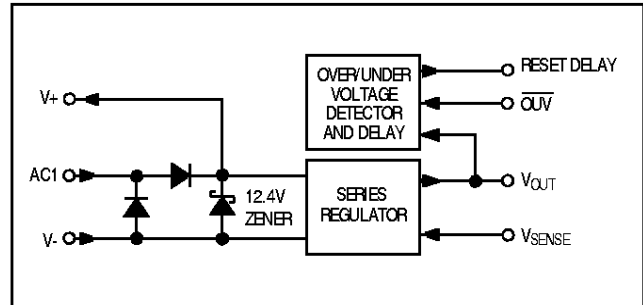 OVER/UNDER
VOLTAGE
DETECTOR
AND DELAY
RESET DELAY
OUV
V+
AC1
12.4V
ZENER
SERIES
REGULATOR
VOUT
V-
VSENSE